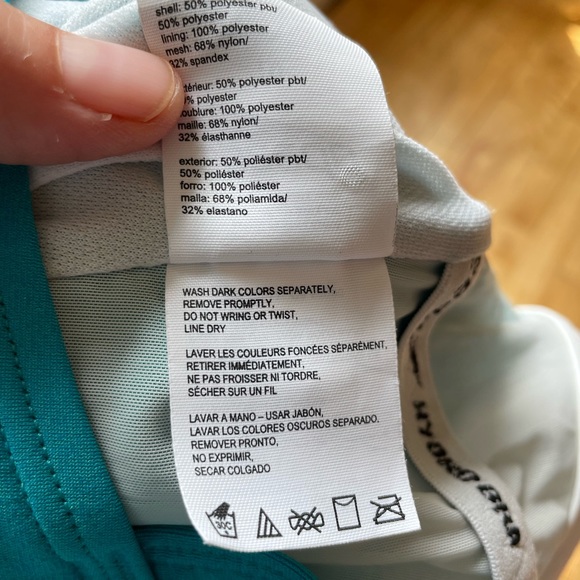 shell: 50% polyester pbt/
50% polyester
lining: 100% polyester
mesh: 68% nylon/
32% spandex
50% polyester pbt/
polyester
100% polyester
maille: 68% nylon/
32% élasthanne
exterior: 50% poliéster pbt/
50% poliéster
forro: 100% poliéster
malla: 68% poliamida/
32% elastano
WASH DARK COLORS SEPARATELY,
REMOVE PROMPTLY,
DO NOT WRING OR TWIST,
LINE DRY
LAVER LES COULEURS FONCÉES SÉPARÉMENT,
RETIRER IMMÉDIATEMENT,
NE PAS FROISSER NI TORDRE,
SÉCHER SUR UN FIL
LAVAR A MANO – USAR JABÓN,
LAVAR LOS COLORES OSCUROS SEPARADO.
REMOVER PRONTO,
NO EXPRIMIR,
SECAR COLGADO
30C